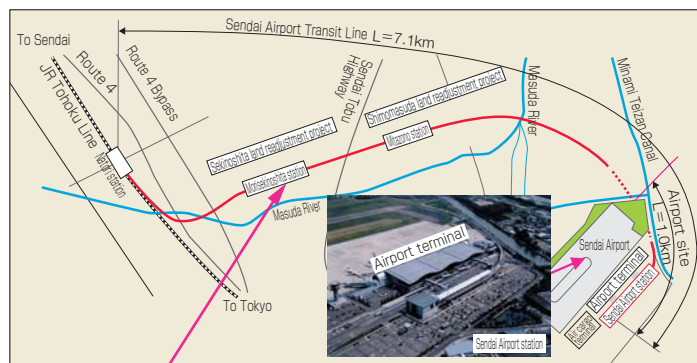 Sendai Airport Transit Line L=7.1km
To Sendai
JR Tohoku Line
Route 4
Route 4 Bypass
Natori station
Sendai Tobu
Highway
Sekinoshita land readjustment project
Morisekinoshita station
Shimomasuda land readjustment project
Mitazono station
Masuda River
Minami Teizan Canal
Masuda River
To Tokyo
Airport terminal
Sendai Airport station
Sendai Airport
L=1.0km
Airport site
Airport terminal
Sendai Airport station
Air cargo
terminal